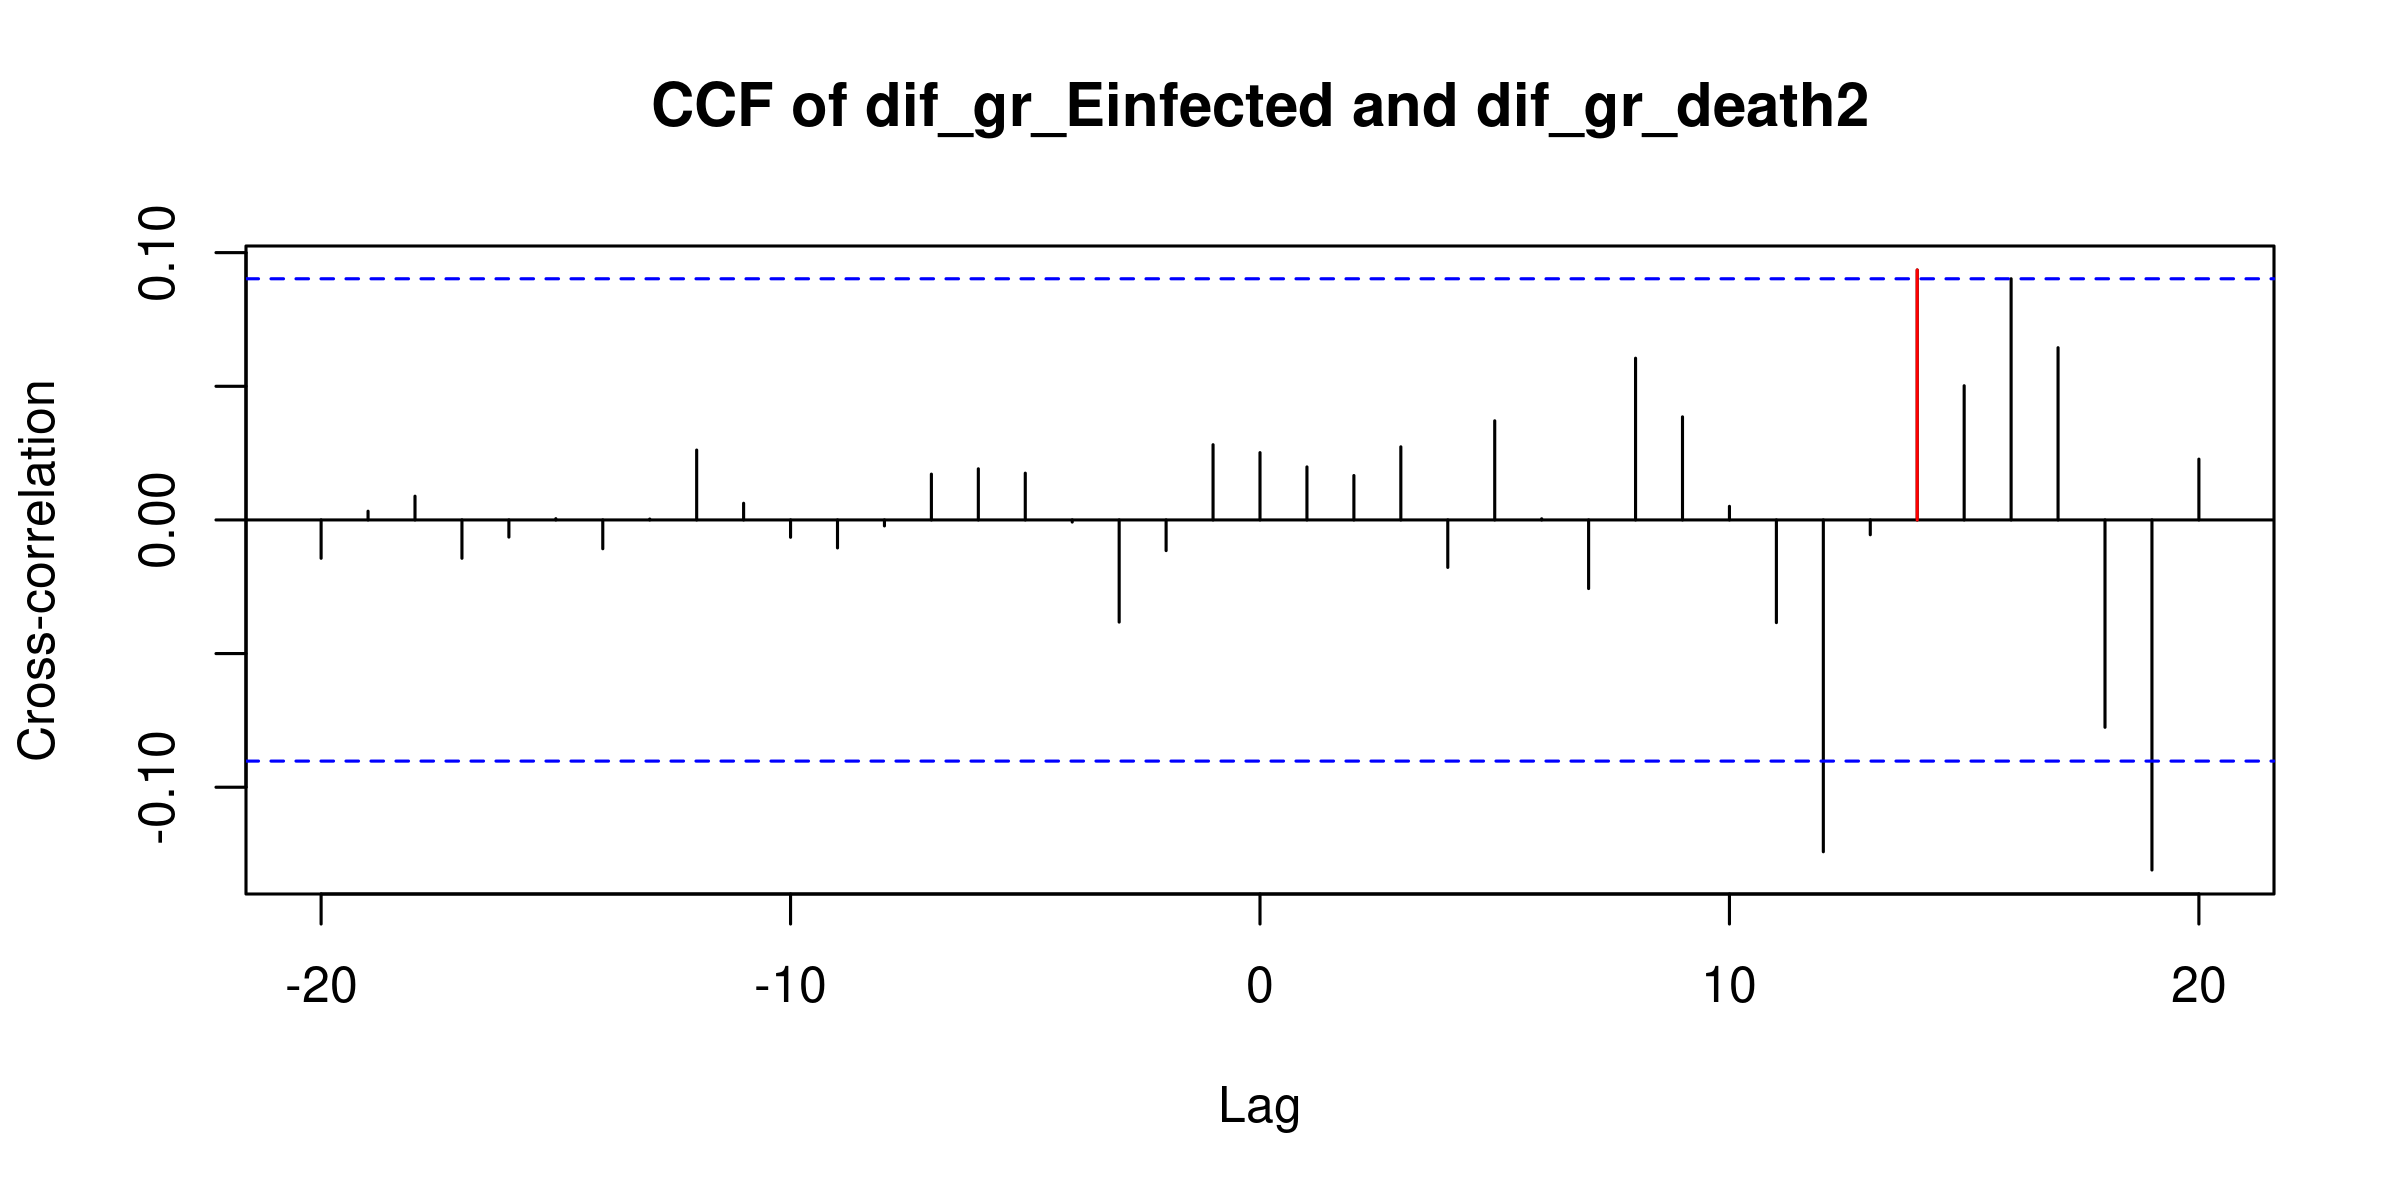 CCF of dif_gr_Einfected and dif_gr_death2
Cross-correlation
0.10
0.00
-0.10
-20 -10 0 10 20
Lag